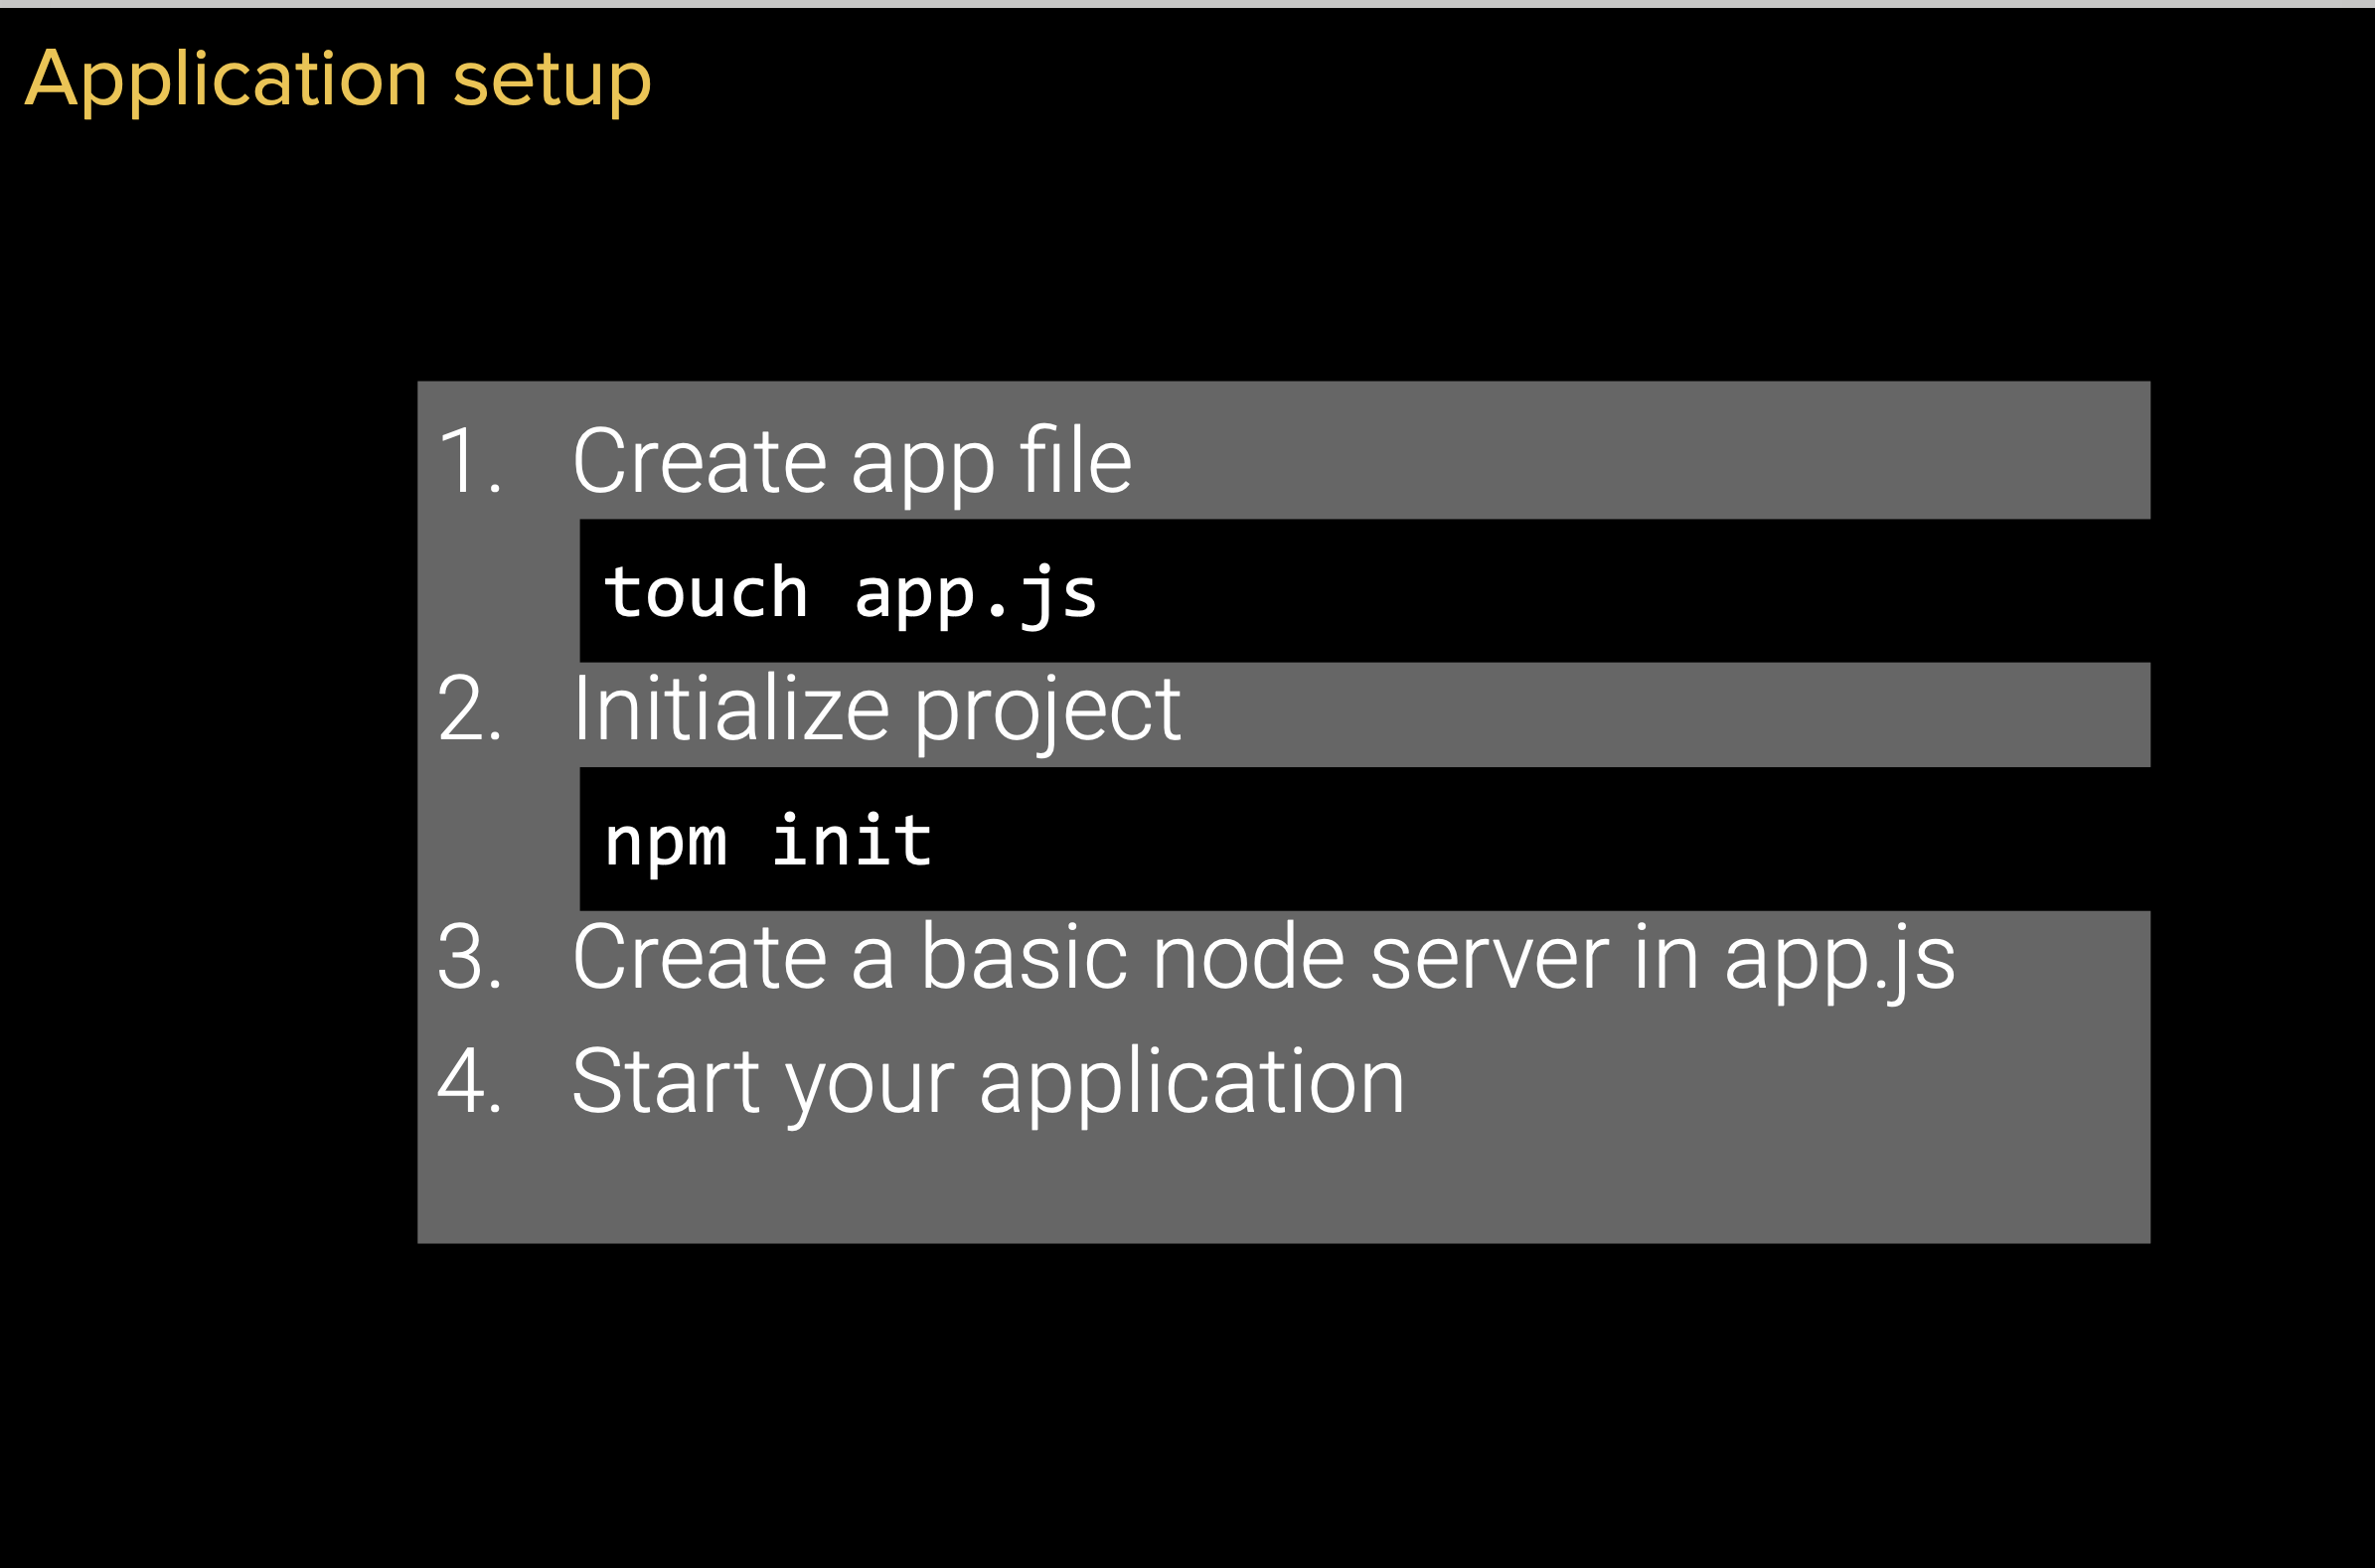 Application setup
1. Create app file
touch app.js
2. Initialize project
npm init
3. Create a basic node server in app.js
4. Start your application